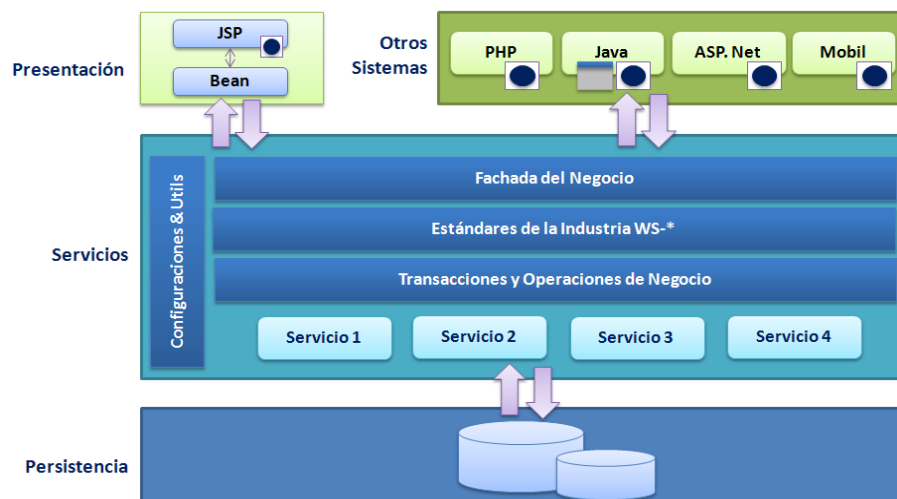 JSP
Bean
Presentación
Otros
Sistemas
PHP
Java
ASP. Net
Mobil
Servicios
Configuraciones & Utils
Fachada del Negocio
Estándares de la Industria WS-*
Transacciones y Operaciones de Negocio
Servicio 1
Servicio 2
Servicio 3
Servicio 4
Persistencia